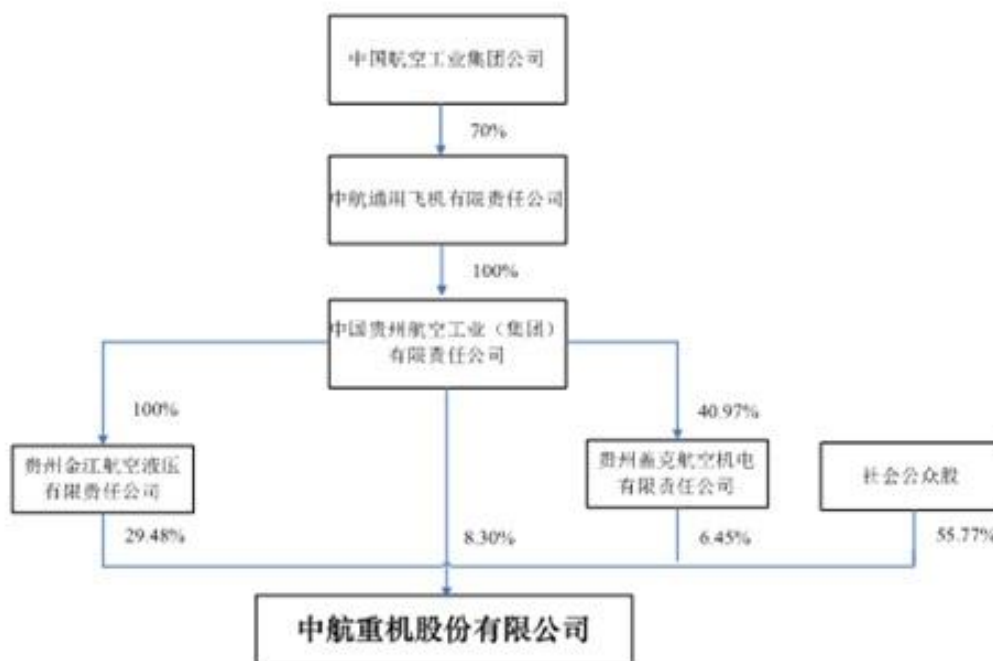 中国航空工业集团公司
70%
中航通用飞机有限责任公司
100%
中国贵州航空工业（集团）
有限责任公司
100%
40.97%
贵州金江航空液压
有限责任公司
贵州盖克航空机电
有限责任公司
社会公众股
29.48%
8.30%
6.45%
55.77%
中航重机股份有限公司